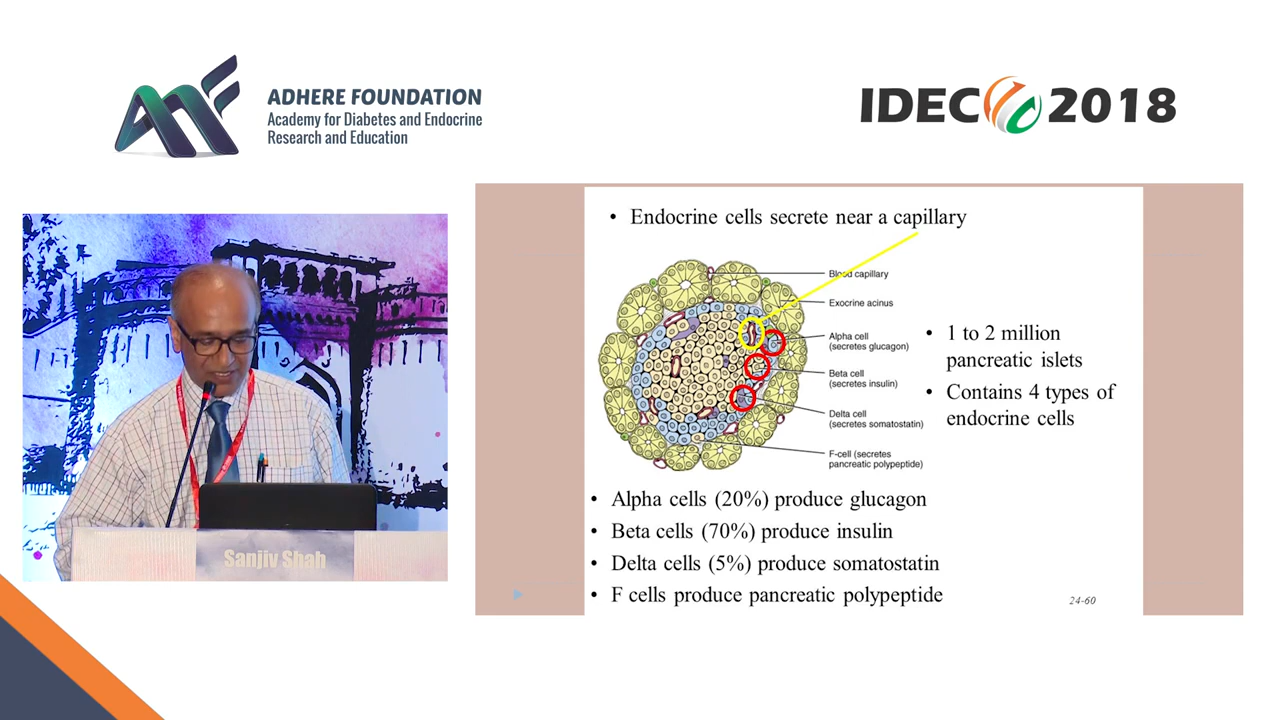 ADHERE FOUNDATION
Academy for Diabetes and Endocrine
Research and Education
IDEC 2018
• Endocrine cells secrete near a capillary
Blood capillary
Exocrine acinus
Alpha cell
(secretes glucagon)
Beta cell
(secretes insulin)
Delta cell
(secretes somatostatin)
F-cell (secretes
pancreatic polypeptide)
• 1 to 2 million
pancreatic islets
• Contains 4 types of
endocrine cells
• Alpha cells (20%) produce glucagon
• Beta cells (70%) produce insulin
• Delta cells (5%) produce somatostatin
• F cells produce pancreatic polypeptide
24-60
Sanjiv Shah